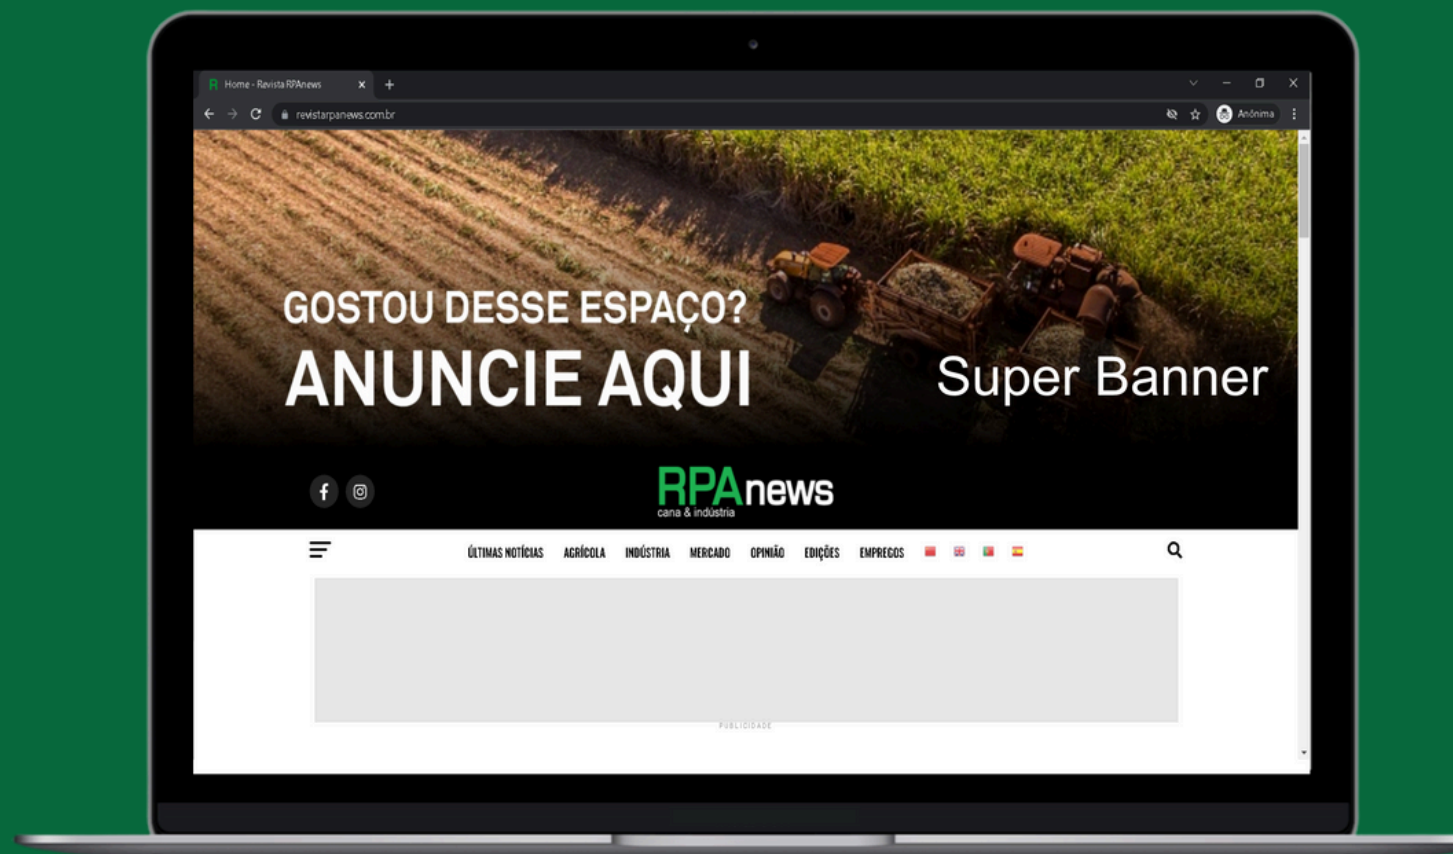 Home - Revista RPAnews
revistarpanews.com.br
Anônima
GOSTOU DESSE ESPAÇO?
ANUNCIE AQUI
Super Banner
RPAnews
cana & indústria
ÚLTIMAS NOTÍCIAS AGRÍCOLA INDÚSTRIA MERCADO OPINIÃO EDIÇÕES EMPREGOS
PUBLICIDADE